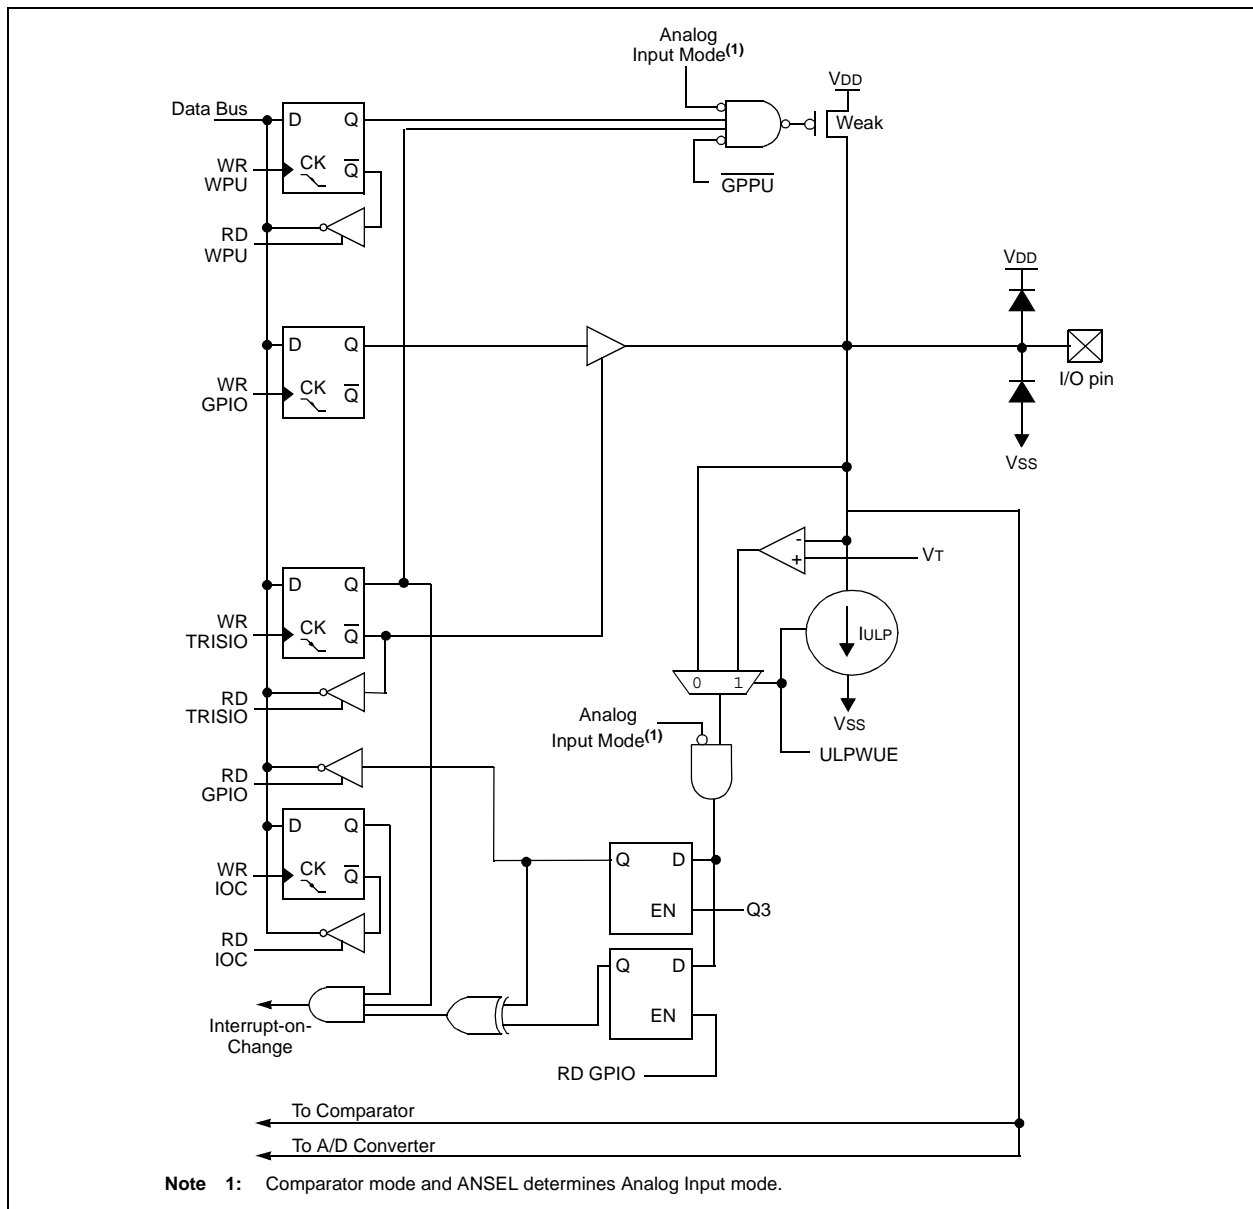 Analog
Input Mode(1)
VDD
Data Bus
D Q
Weak
WR
WPU
CK Q
GPPU
RD
WPU
VDD
D Q
WR
GPIO
CK Q
I/O pin
VSS
- 
+
VT
D Q
WR
TRISIO
CK Q
IULP
0 1
RD
TRISIO
Analog
Input Mode(1)
VSS
ULPWUE
RD
GPIO
D Q
WR
IOC
CK Q
Q D
EN
Q3
RD
IOC
Q D
EN
Interrupt-on-
Change
RD GPIO
To Comparator
To A/D Converter
Note 1: Comparator mode and ANSEL determines Analog Input mode.